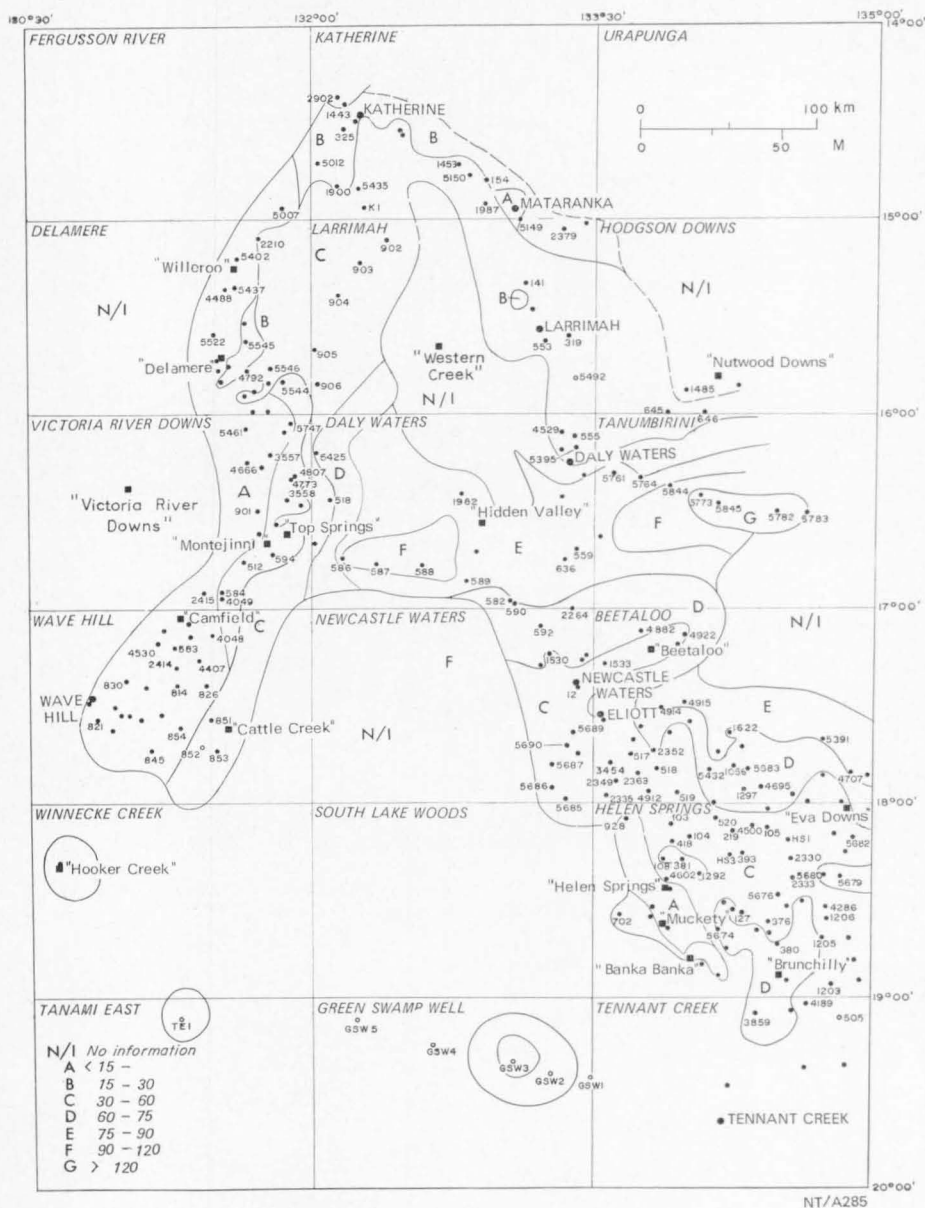 130°30'
132°00'
133°30'
135°00'
14°00'
FERGUSSON RIVER
KATHERINE
URAPUNGA
0 100 km
0 50 M
2902
1443
KATHERINE
325
B
B
5012
1453
5150
154
1900
5435
A
MATARANKA
K1
1987
5007
5149
2379
15°00'
DELAMERE
LARRIMAH
HODGSON DOWNS
2210
C
902
5402
"Willeroo"
903
N/I
4488
5437
904
141
B
N/I
B
LARRIMAH
5522
5545
553
319
905
"Western Creek"
"Delamere"
4792
5546
N/I
5492
"Nutwood Downs"
5544
906
1485
645
646
16°00'
VICTORIA RIVER DOWNS
DALY WATERS
TANUMBIRINI
5461
5747
4529
555
3557
5425
5395
DALY WATERS
4666
4807
D
5761
5764
4773
5844
A
3558
518
1982
5773
5845
"Victoria River Downs"
901
"Hidden Valley"
F
G
5782
5783
"Top Springs"
"Montejinni"
F
E
594
559
512
586
587
588
636
589
2415
584
4049
582
590
2264
D
17°00'
WAVE HILL
"Camfield"
NEWCASTLE WATERS
BEETALOO
N/I
C
592
4882
4922
4530
583
4048
F
"Beetaloo"
2414
4407
1530
1533
830
814
826
12
NEWCASTLE WATERS
WAVE HILL
C
4914
4915
E
821
851
ELIOTT
854
"Cattle Creek"
N/I
5689
1622
5391
845
852
853
5690
517
2352
D
5687
3454
518
5432
1056
5583
4707
2349
2363
1297
4695
5686
5685
2335
4912
519
"Eva Downs"
18°00'
WINNECKE CREEK
SOUTH LAKE WOODS
HELEN SPRINGS
928
103
520
104
219
4500
105
H51
5682
418
"Hooker Creek"
108
381
H53
393
2330
4602
3292
C
5680
5679
"Helen Springs"
2333
A
5676
4286
702
"Muckety"
127
376
1206
5674
380
1205
"Banka Banka"
"Brunchilly"
D
1203
19°00'
TANAMI EAST
GREEN SWAMP WELL
TENNANT CREEK
4189
TE1
GSW5
3859
505
GSW4
N/I No information
A < 15 -
B 15 - 30
C 30 - 60
D 60 - 75
E 75 - 90
F 90 - 120
G > 120
GSW3
GSW2
GSW1
TENNANT CREEK
20°00'
NT/A285